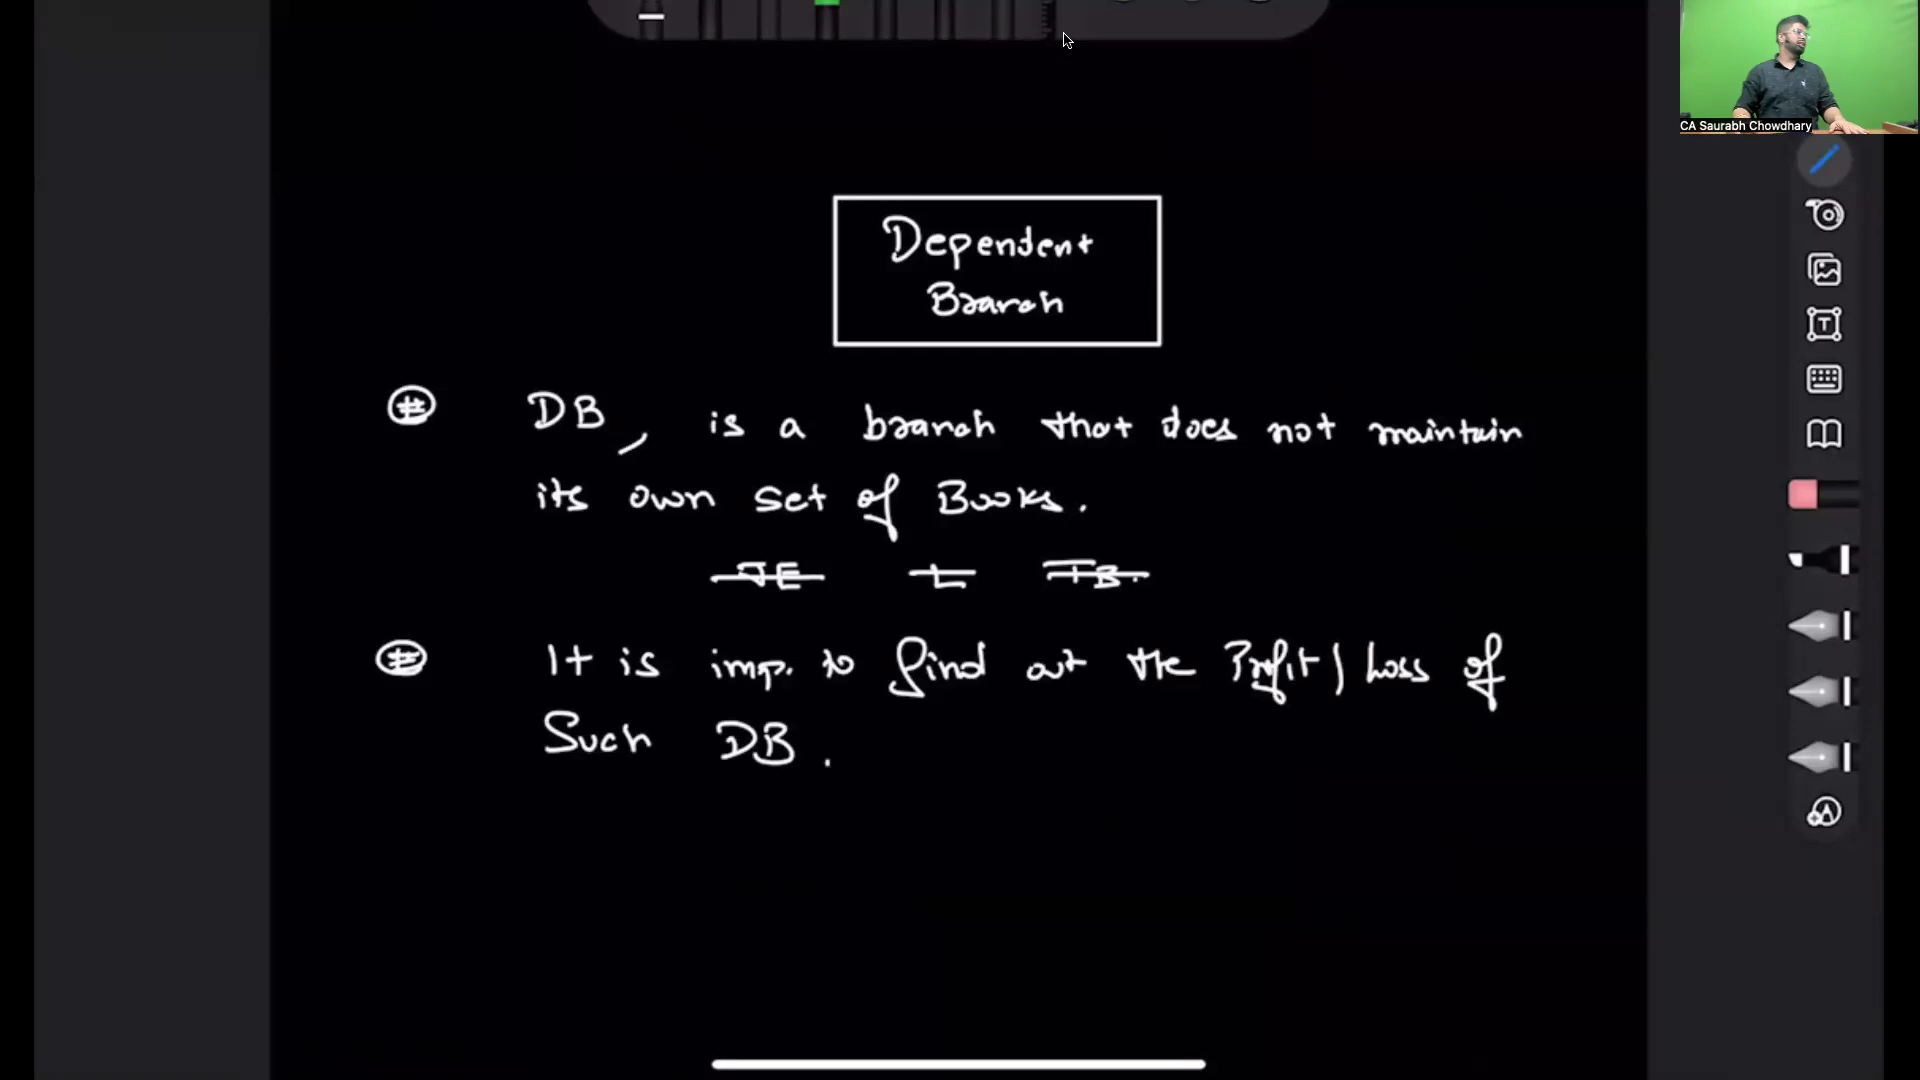 CA Saurabh Chowdhary
Dependent
Branch
DB, is a branch that does not maintain
its own set of Books.
JE L TB.
It is imp. to find out the Profit/Loss of
Such DB.